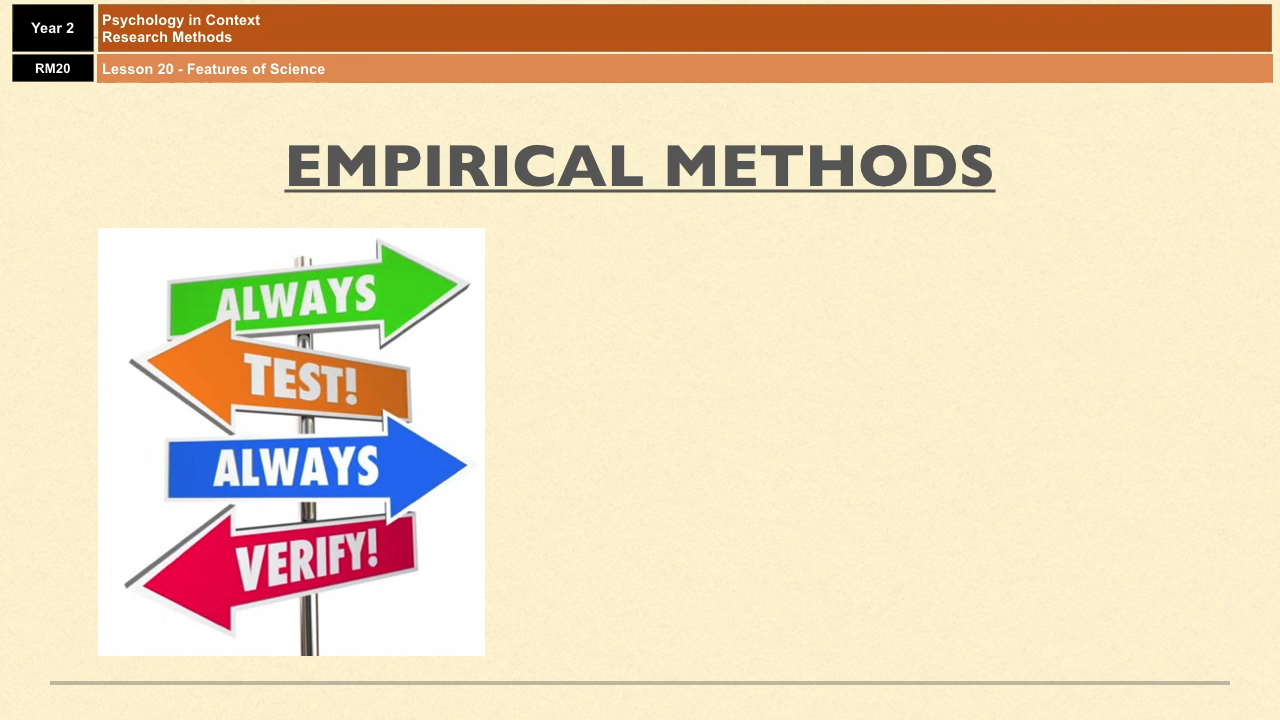 Year 2
Psychology in Context
Research Methods
RM20
Lesson 20 - Features of Science
EMPIRICAL METHODS
ALWAYS
TEST!
ALWAYS
VERIFY!